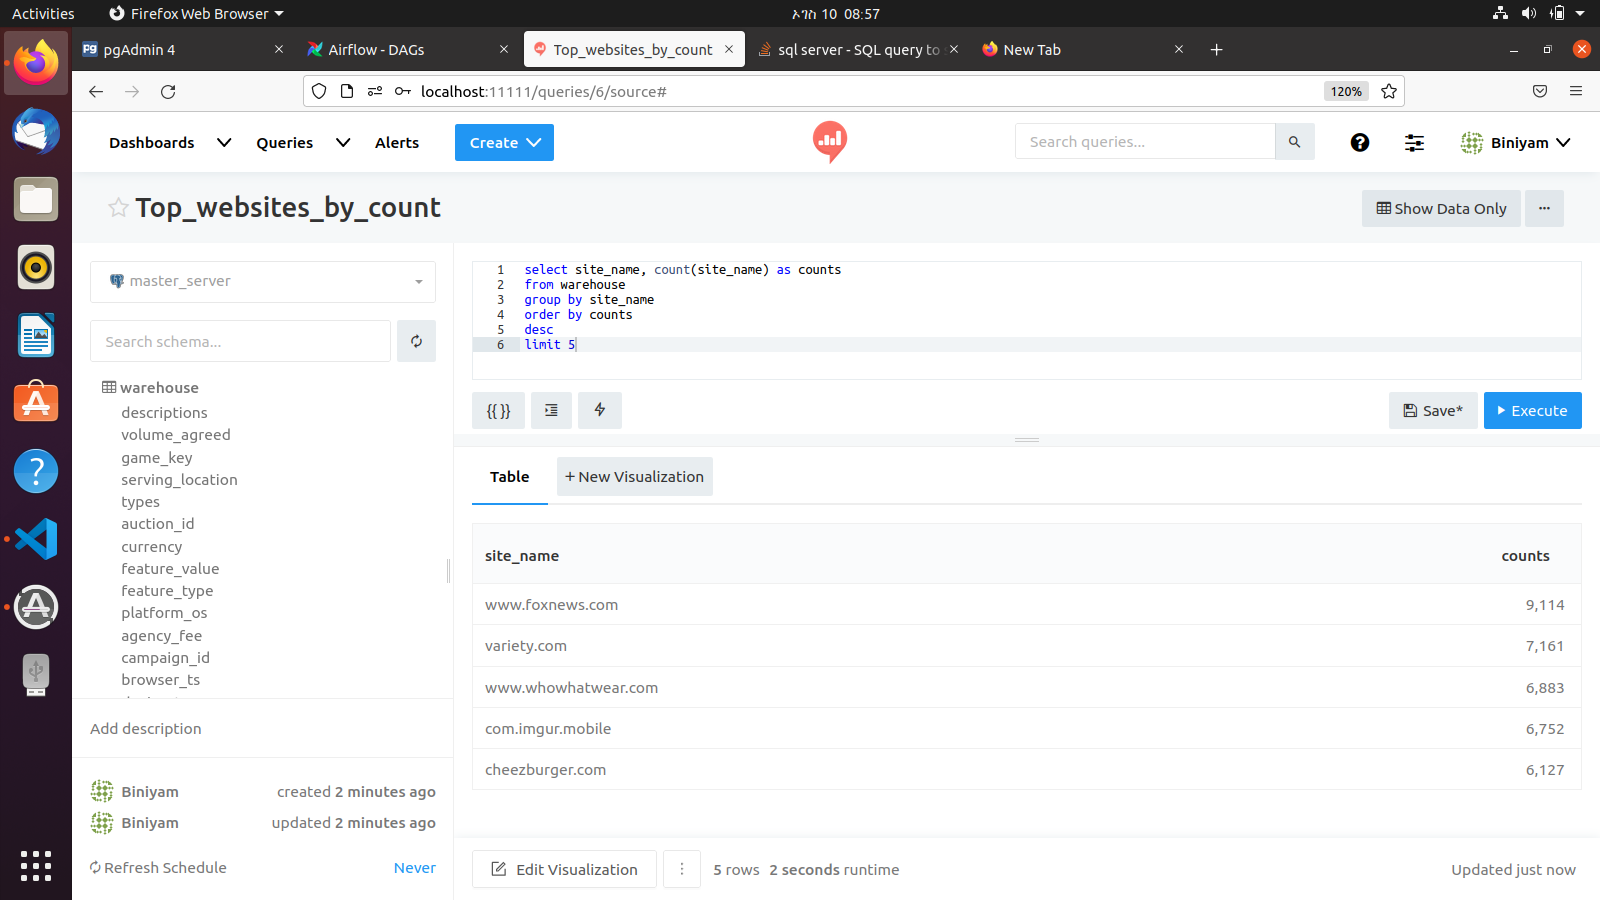 Activities
Firefox Web Browser
ኦገስ 10 08:57
pgAdmin 4
Airflow - DAGs
Top_websites_by_count
sql server - SQL query to
New Tab
localhost:11111/queries/6/source#
120%
Dashboards
Queries
Alerts
Create
Search queries...
Biniyam
Top_websites_by_count
Show Data Only
master_server
Search schema...
warehouse
descriptions
volume_agreed
game_key
serving_location
types
auction_id
currency
feature_value
feature_type
platform_os
agency_fee
campaign_id
browser_ts
Add description
Biniyam created 2 minutes ago
Biniyam updated 2 minutes ago
Refresh Schedule Never
1 select site_name, count(site_name) as counts
2 from warehouse
3 group by site_name
4 order by counts
5 desc
6 limit 5
{{ }}
Save*
Execute
Table
+ New Visualization
site_name counts
www.foxnews.com 9,114
variety.com 7,161
www.whowhatwear.com 6,883
com.imgur.mobile 6,752
cheezburger.com 6,127
Edit Visualization
5 rows 2 seconds runtime
Updated just now